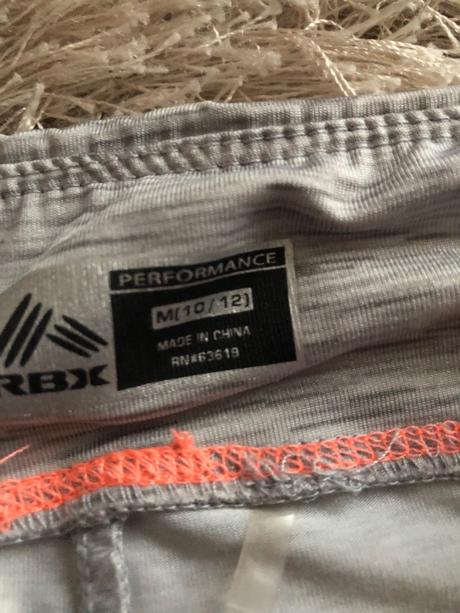 PERFORMANCE
M(10/12)
MADE IN CHINA
RN#63619
RBX